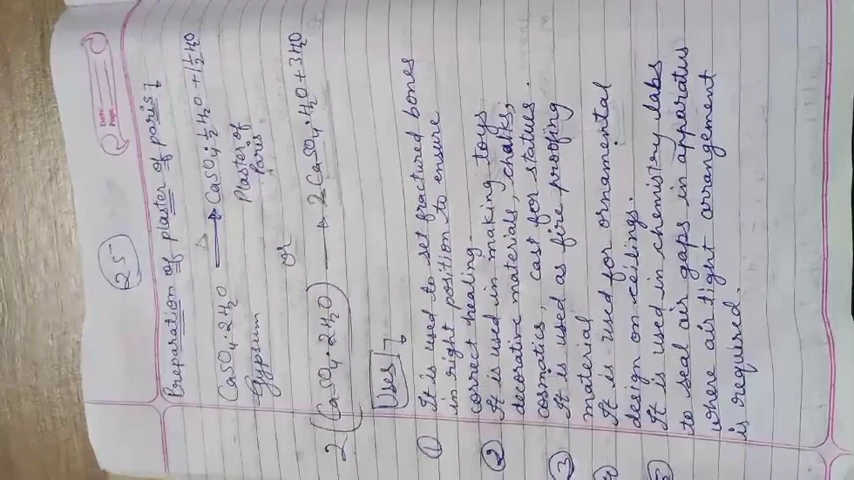 Date:
Page:
25
Preparation of plaster of paris:
CaSO4·2H2O —△→ CaSO4·½H2O + 1½H2O
Gypsum Plaster of
Paris
or
2(CaSO4·2H2O) → 2CaSO4·H2O + 3H2O
Uses:
① It is used to set fractured bones
in right position to ensure
correct healing.
② It is used in making toys
decorative materials, chalks,
cosmatics, cast for statues.
③ It is used as fire proofing
material
④ It is used for ornamental
design on ceilings.
⑤ It is used in chemistry labs
to seal air gaps in apparatus
where air tight arrangement
is required.